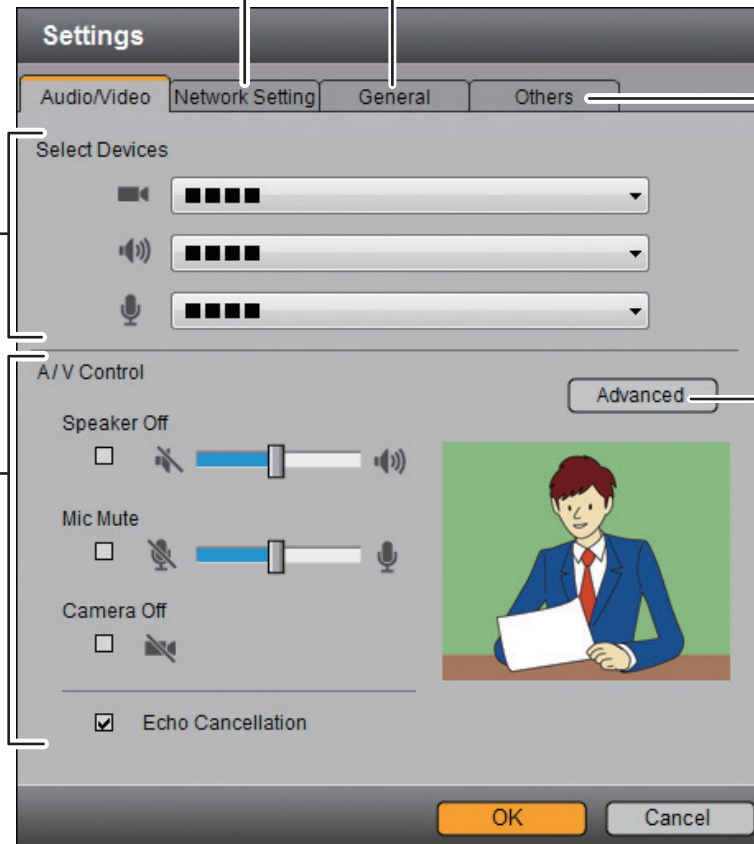 Settings
Audio/Video Network Setting General Others
Select Devices
■■■■
■■■■
■■■■
A/V Control
Advanced
Speaker Off
Mic Mute
Camera Off
Echo Cancellation
OK Cancel